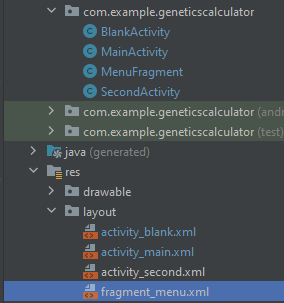 com.example.geneticscalculator
BlankActivity
MainActivity
MenuFragment
SecondActivity
com.example.geneticscalculator (and
com.example.geneticscalculator (test)
java (generated)
res
drawable
layout
activity_blank.xml
activity_main.xml
activity_second.xml
fragment_menu.xml